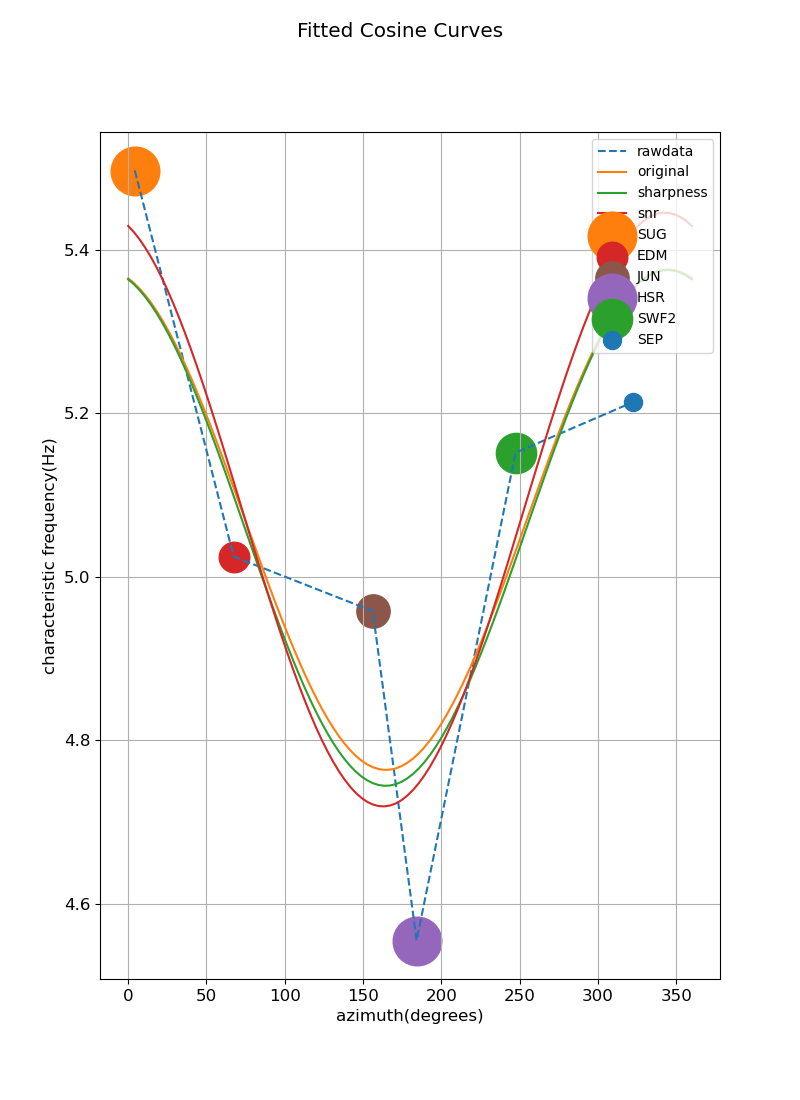 Fitted Cosine Curves
rawdata
original
sharpness
snr
SUG
EDM
JUN
HSR
SWF2
SEP
5.4
5.2
5.0
4.8
4.6
characteristic frequency(Hz)
0 50 100 150 200 250 300 350
azimuth(degrees)